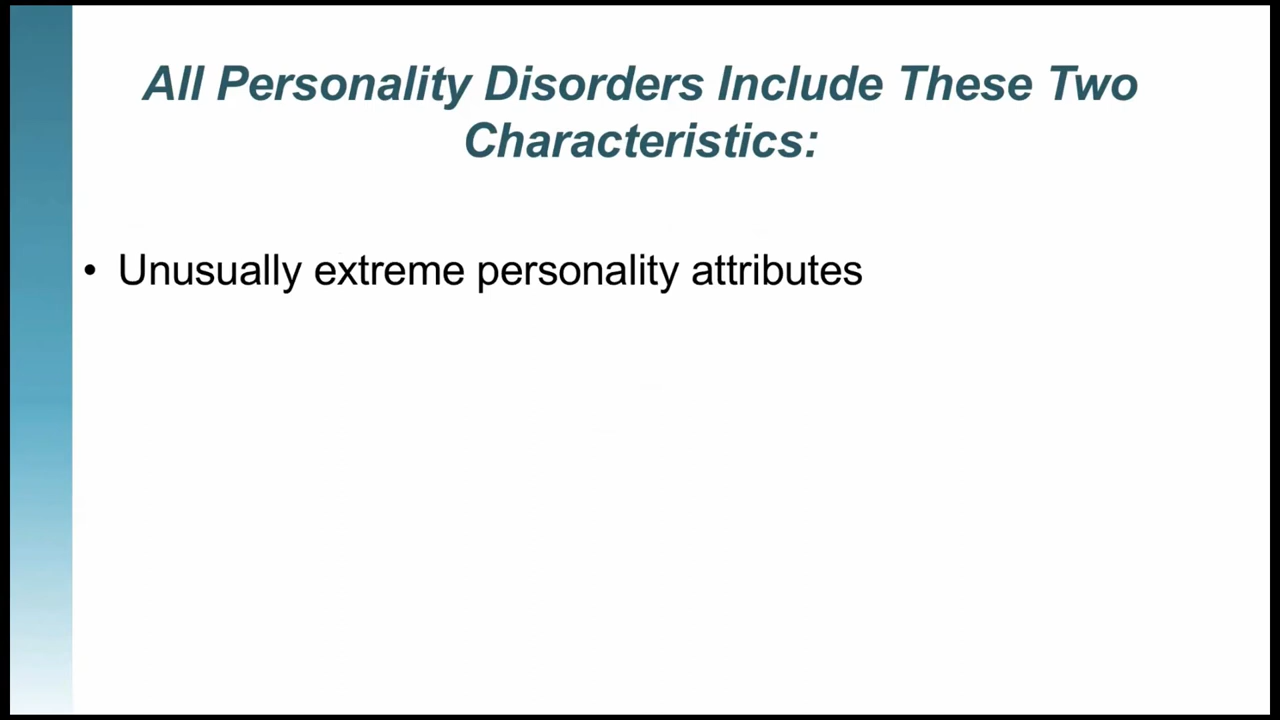 All Personality Disorders Include These Two
Characteristics:
• Unusually extreme personality attributes